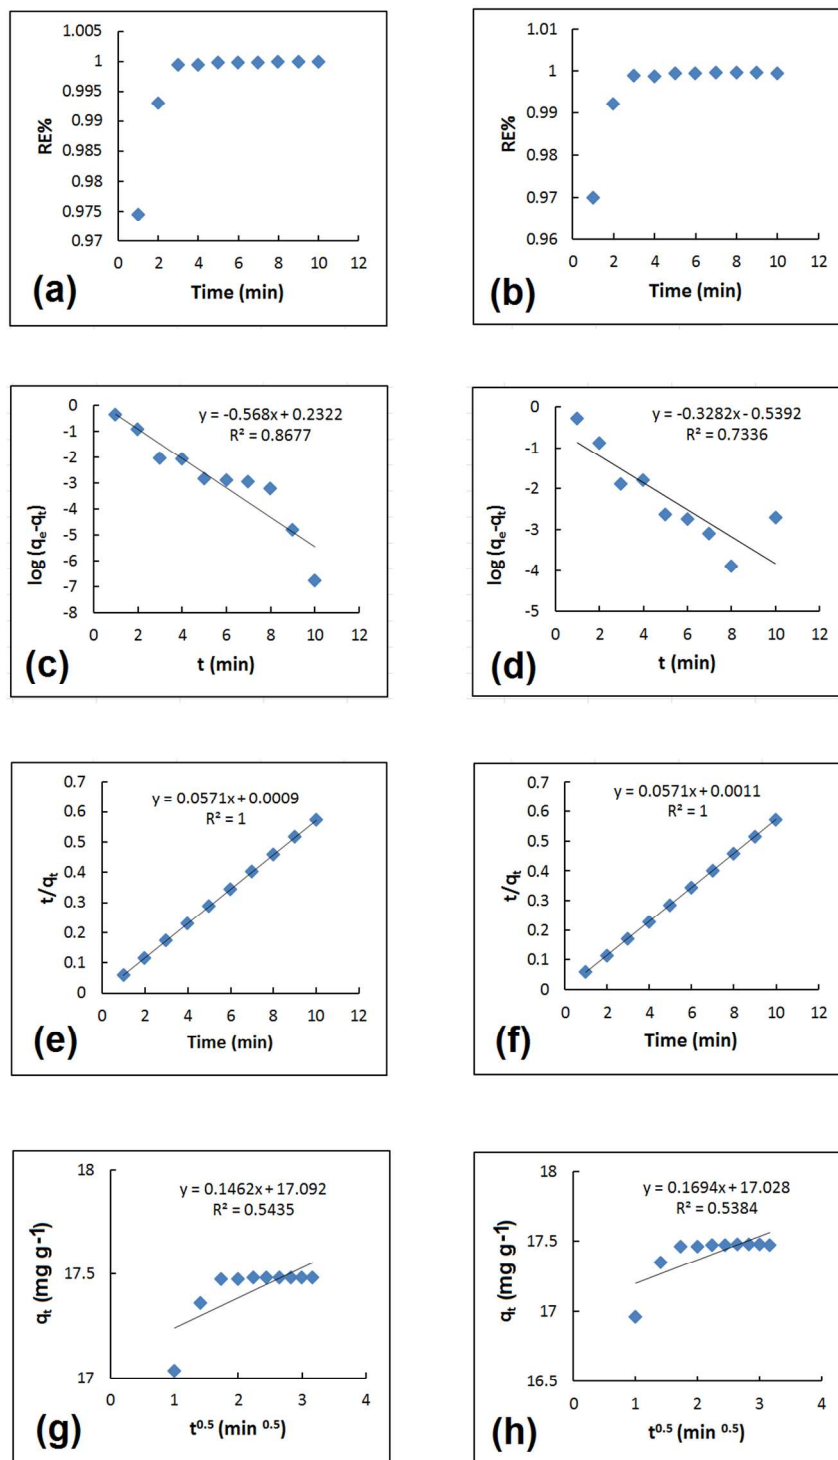 1.005
1
0.995
0.99
0.985
0.98
0.975
0.97
RE%
0 2 4 6 8 10 12
Time (min)
(a)
1.01
1
0.99
0.98
0.97
0.96
RE%
0 2 4 6 8 10 12
Time (min)
(b)
y = -0.568x + 0.2322
R² = 0.8677
0
-1
-2
-3
-4
-5
-6
-7
-8
log (qe-qt)
0 2 4 6 8 10 12
t (min)
(c)
y = -0.3282x - 0.5392
R² = 0.7336
0
-1
-2
-3
-4
-5
log (qe-qt)
0 2 4 6 8 10 12
t (min)
(d)
y = 0.0571x + 0.0009
R² = 1
0.7
0.6
0.5
0.4
0.3
0.2
0.1
0
t/qt
0 2 4 6 8 10 12
Time (min)
(e)
y = 0.0571x + 0.0011
R² = 1
0.7
0.6
0.5
0.4
0.3
0.2
0.1
0
t/qt
0 2 4 6 8 10 12
Time (min)
(f)
y = 0.1462x + 17.092
R² = 0.5435
18
17.5
17
qt (mg g-1)
0 1 2 3 4
t0.5 (min 0.5)
(g)
y = 0.1694x + 17.028
R² = 0.5384
18
17.5
17
16.5
qt (mg g-1)
0 1 2 3 4
t0.5 (min 0.5)
(h)